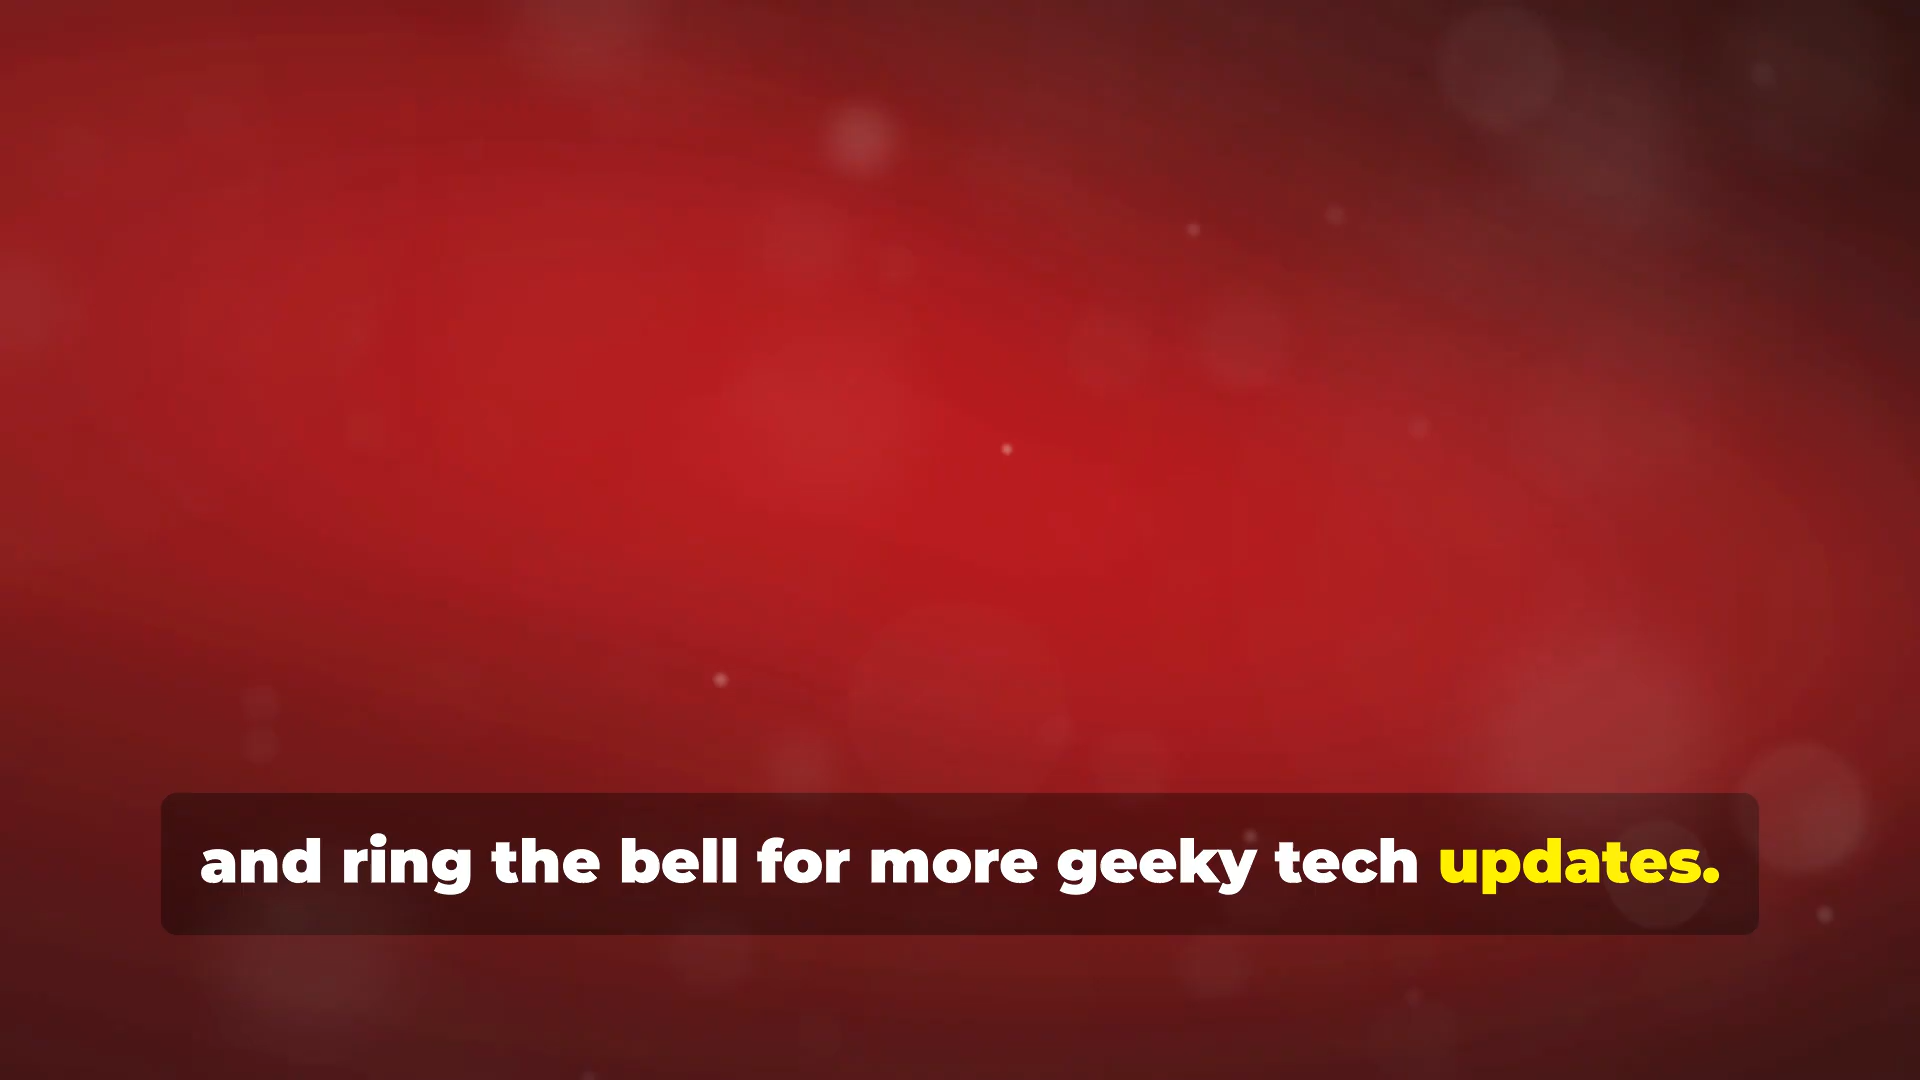 and ring the bell for more geeky tech updates.